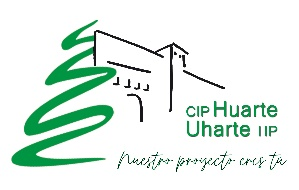 CIP Huarte
Uharte IIP
Nuestro proyecto eres tú